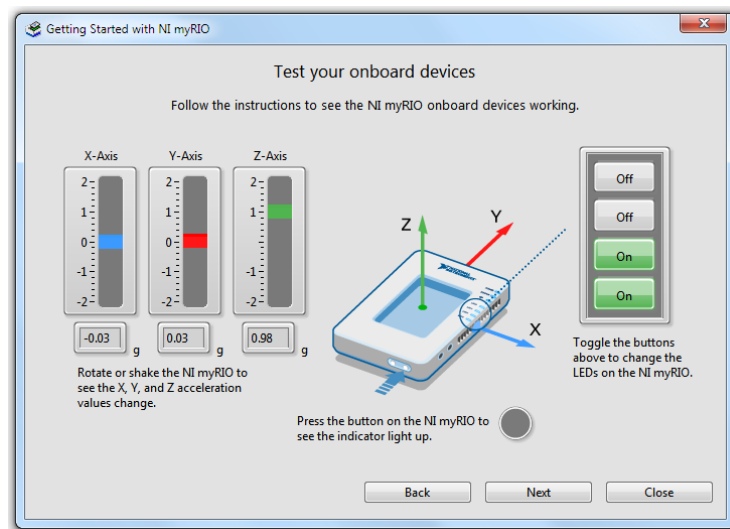 Getting Started with NI myRIO
Test your onboard devices
Follow the instructions to see the NI myRIO onboard devices working.
X-Axis
2
1
0
-1
-2
-0.03
g
Y-Axis
2
1
0
-1
-2
0.03
g
Z-Axis
2
1
0
-1
-2
0.98
g
Rotate or shake the NI myRIO to
see the X, Y, and Z acceleration
values change.
Z
Y
X
Press the button on the NI myRIO to
see the indicator light up.
Off
Off
On
On
Toggle the buttons
above to change the
LEDs on the NI myRIO.
Back
Next
Close